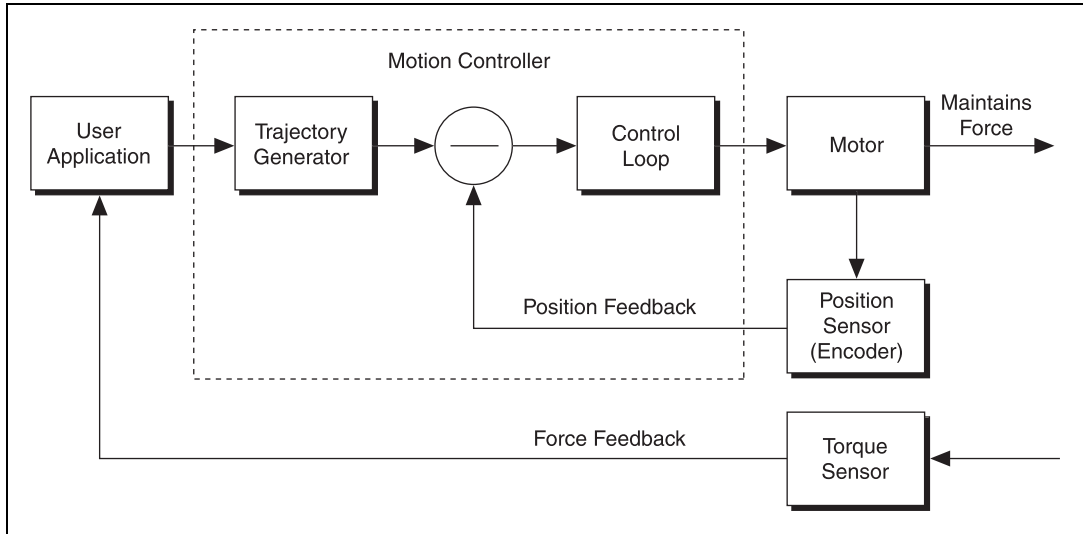 Motion Controller
User
Application
Trajectory
Generator
Control
Loop
Motor
Maintains
Force
Position Feedback
Position
Sensor
(Encoder)
Force Feedback
Torque
Sensor